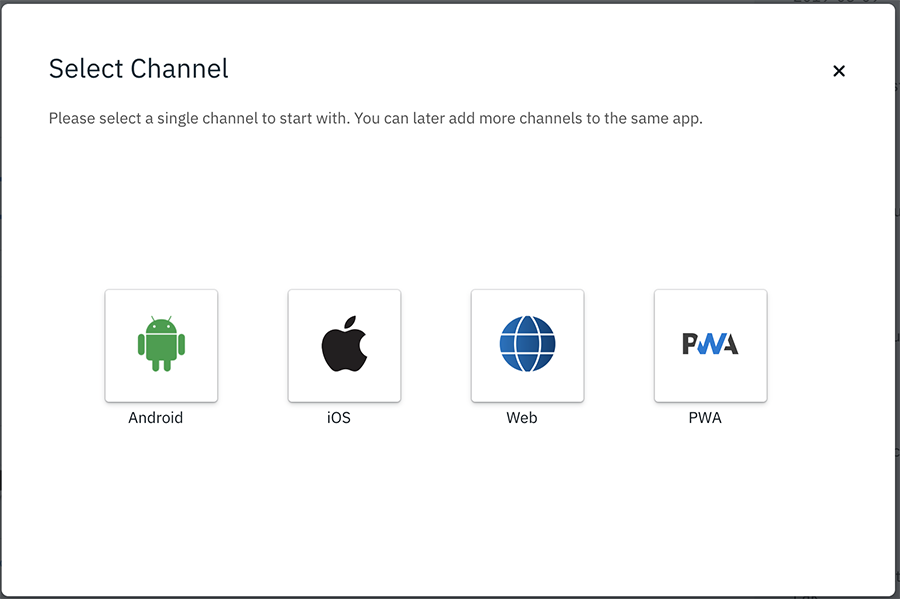 Select Channel
Please select a single channel to start with. You can later add more channels to the same app.
PWA
Android
iOS
Web
PWA